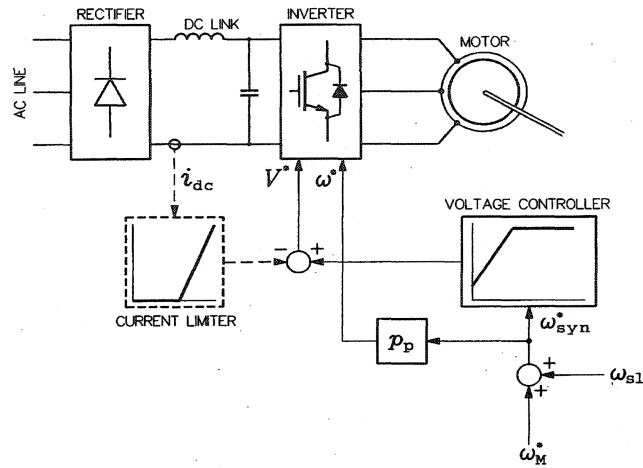 RECTIFIER
DC LINK
INVERTER
MOTOR
AC LINE
i_dc
V*
ω*
VOLTAGE CONTROLLER
−
+
CURRENT LIMITER
p_p
ω*_syn
+
+
ω_sl
ω*_M